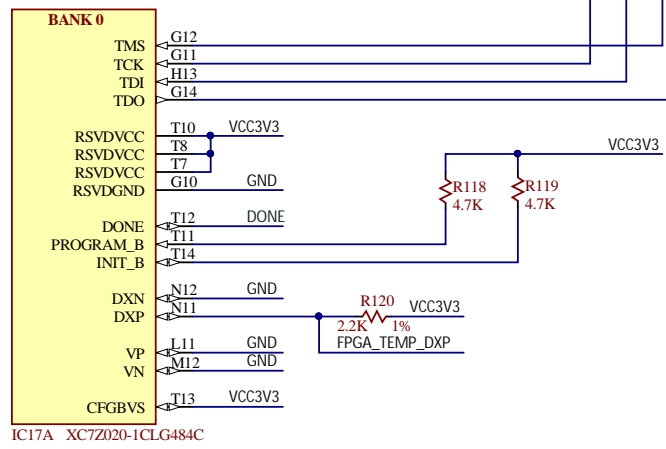 BANK 0
TMS G12
TCK G11
TDI H13
TDO G14
RSVDVCC T10 VCC3V3
RSVDVCC T8
VCC3V3
RSVDVCC T7
RSVDGND G10 GND
R118 R119
4.7K 4.7K
DONE T12 DONE
PROGRAM_B T11
INIT_B T14
DXN N12 GND
R120 VCC3V3
DXP N11
2.2K 1%
FPGA_TEMP_DXP
VP L11 GND
VN M12 GND
CFGBVS T13 VCC3V3
IC17A XC7Z020-1CLG484C